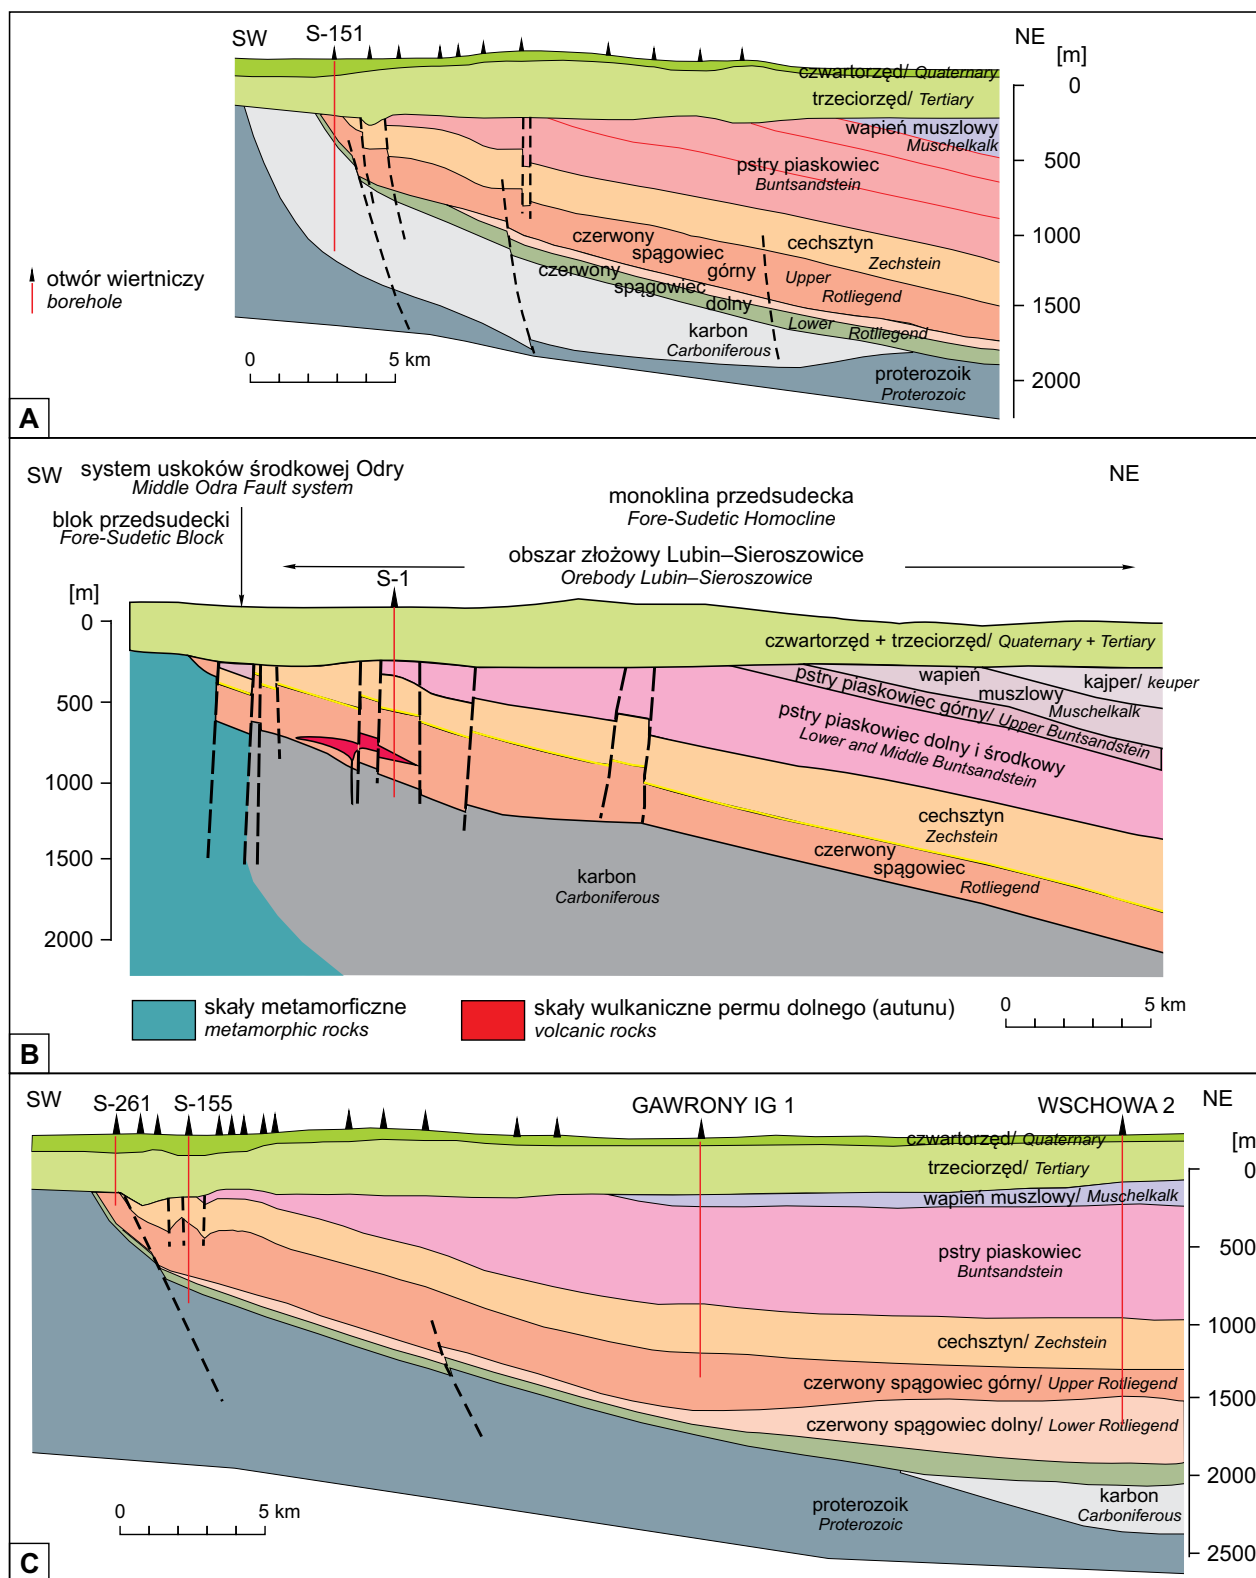 SW
S-151
NE
[m]
czwartorzęd/ Quaternary
0
trzeciorzęd/ Tertiary
wapień muszlowy
Muschelkalk
500
pstry piaskowiec
Buntsandstein
1000
czerwony
spągowiec
górny
cechsztyn
Zechstein
Upper
Rotliegend
otwór wiertniczy
borehole
czerwony
spągowiec
dolny
Lower
Rotliegend
1500
karbon
Carboniferous
0
5 km
proterozoik
Proterozoic
2000
A
SW
system uskoków środkowej Odry
Middle Odra Fault system
NE
monoklina przedsudecka
Fore-Sudetic Homocline
blok przedsudecki
Fore-Sudetic Block
obszar złożowy Lubin–Sieroszowice
Orebody Lubin–Sieroszowice
S-1
[m]
0
czwartorzęd + trzeciorzęd/ Quaternary + Tertiary
wapień
muszlowy
Muschelkalk
kajper/ keuper
500
pstry piaskowiec górny/ Upper Buntsandstein
pstry piaskowiec dolny i środkowy
Lower and Middle Buntsandstein
1000
cechsztyn
Zechstein
1500
czerwony
spągowiec
Rotliegend
karbon
Carboniferous
2000
skały metamorficzne
metamorphic rocks
skały wulkaniczne permu dolnego (autunu)
volcanic rocks
0
5 km
B
SW
S-261
S-155
GAWRONY IG 1
WSCHOWA 2
NE
czwartorzęd/ Quaternary
[m
0
trzeciorzęd/ Tertiary
wapień muszlowy/ Muschelkalk
500
pstry piaskowiec
Buntsandstein
1000
cechsztyn/ Zechstein
czerwony spągowiec górny/ Upper Rotliegend
1500
czerwony spągowiec dolny/ Lower Rotliegend
2000
karbon
Carboniferous
0
5 km
proterozoik
Proterozoic
2500
C